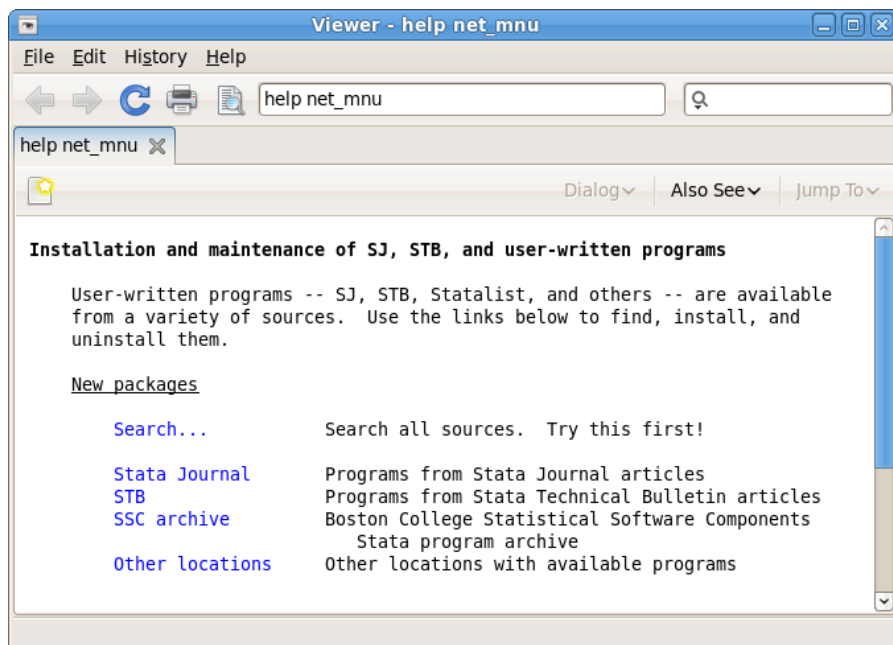 Viewer - help net_mnu
File Edit History Help
help net_mnu
help net_mnu
Dialog Also See Jump To
Installation and maintenance of SJ, STB, and user-written programs
User-written programs -- SJ, STB, Statalist, and others -- are available
from a variety of sources. Use the links below to find, install, and
uninstall them.
New packages
Search... Search all sources. Try this first!
Stata Journal Programs from Stata Journal articles
STB Programs from Stata Technical Bulletin articles
SSC archive Boston College Statistical Software Components
Stata program archive
Other locations Other locations with available programs